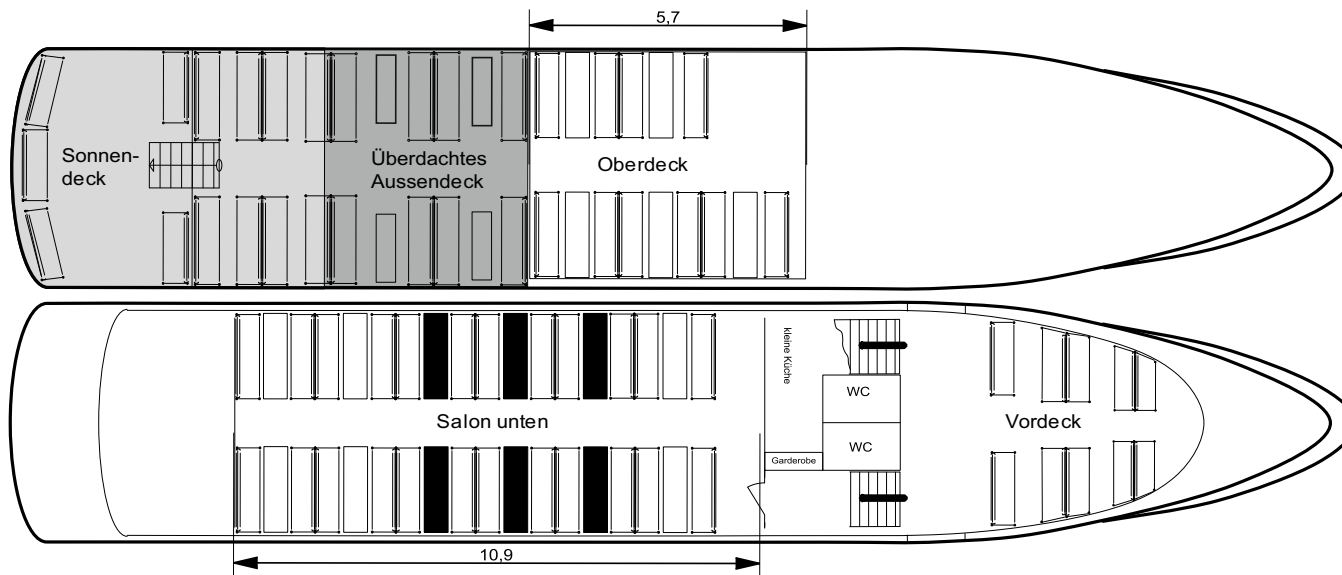 5,7
Sonnen-
deck
Überdachtes
Aussendeck
Oberdeck
kleine Küche
WC
Salon unten
WC
Vordeck
Garderobe
10,9